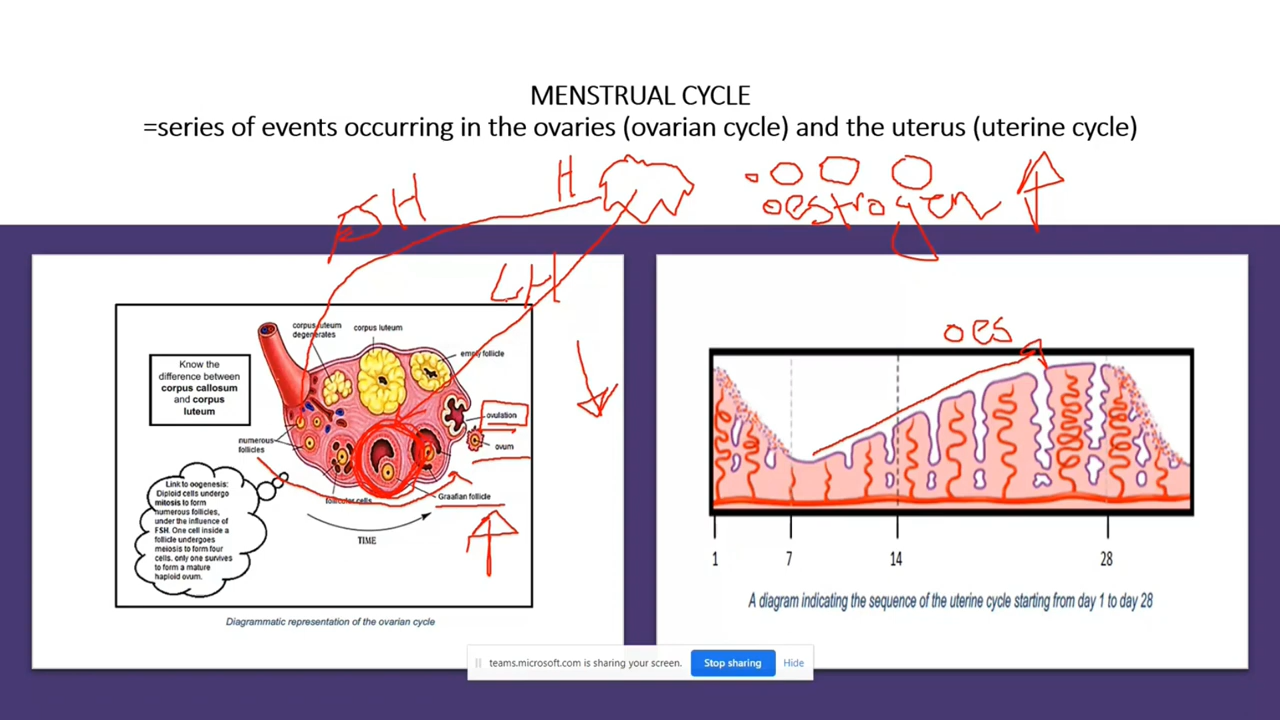 MENSTRUAL CYCLE
=series of events occurring in the ovaries (ovarian cycle) and the uterus (uterine cycle)
H
FSH
oestrogen
LH
oes
Know the
difference between
corpus callosum
and corpus
luteum
corpus luteum
degenerates
corpus luteum
empty follicle
ovulation
ovum
numerous
follicles
follicular cells
Graafian follicle
TIME
Link to oogenesis:
Diploid cells undergo
mitosis to form
numerous follicles,
under the influence of
FSH. One cell inside a
follicle undergoes
meiosis to form four
cells. only one survives
to form a mature
haploid ovum.
Diagrammatic representation of the ovarian cycle
1 7 14 28
A diagram indicating the sequence of the uterine cycle starting from day 1 to day 28
teams.microsoft.com is sharing your screen. Stop sharing Hide